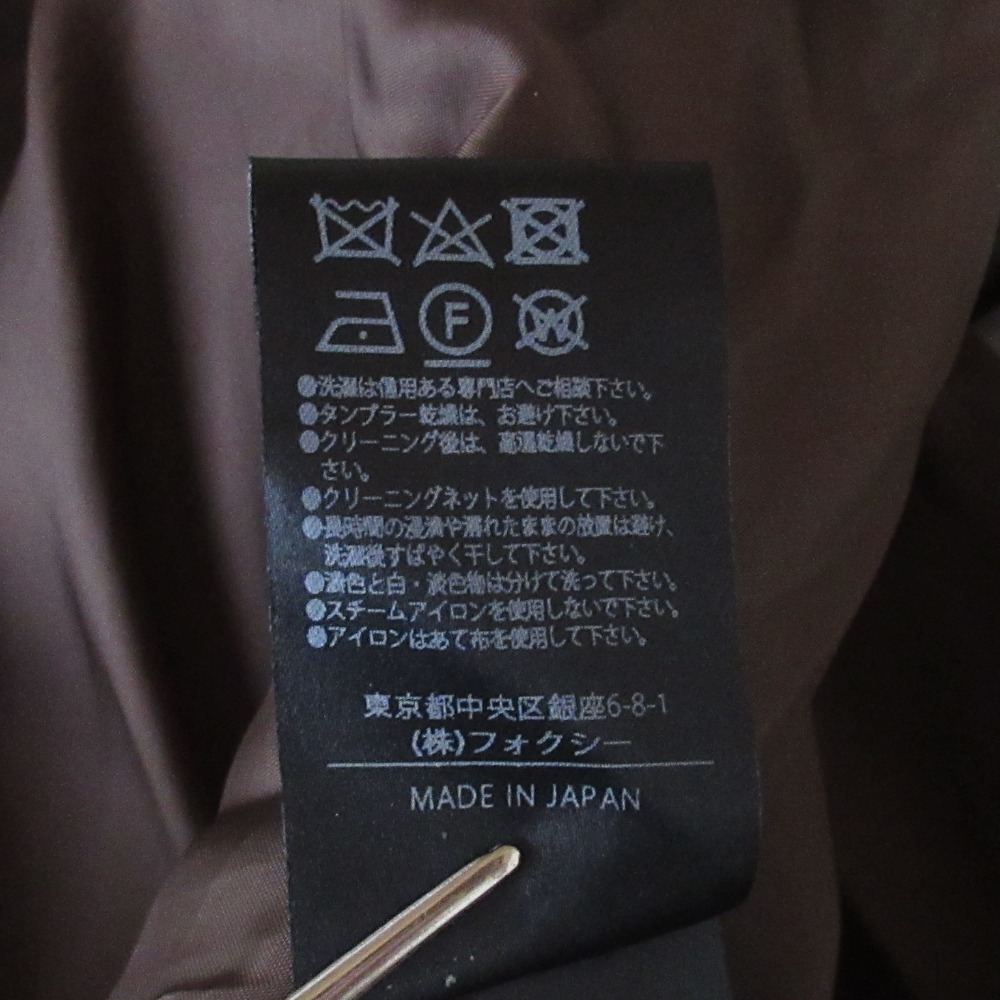 F W
●洗濯は信用ある専門店へご相談下さい。
●タンブラー乾燥は、お避け下さい。
●クリーニング後は、高温乾燥しないで下
さい。
●クリーニングネットを使用して下さい。
●長時間の浸漬や濡れたままの放置は避け、
洗濯後すばやく干して下さい。
●濃色と白・淡色物は分けて洗って下さい。
●スチームアイロンを使用しないで下さい。
●アイロンはあて布を使用して下さい。
東京都中央区銀座6-8-1
(株)フォクシー
MADE IN JAPAN